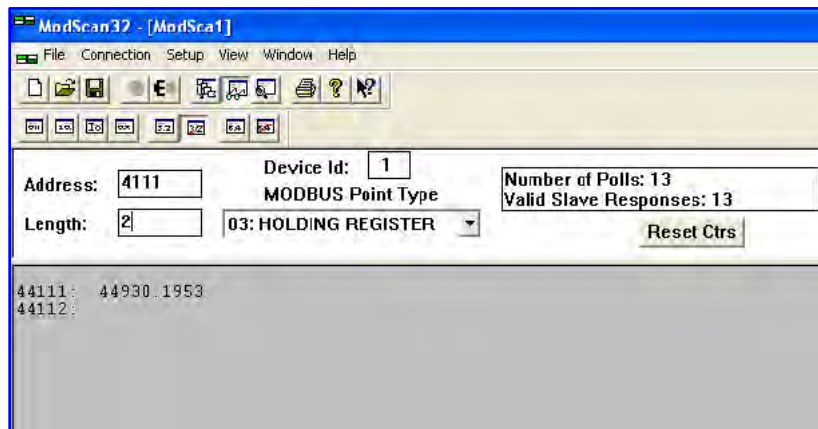 ModScan32 - [ModSca1]
File Connection Setup View Window Help
Address: 4111
Device Id: 1
MODBUS Point Type
Length: 2
03: HOLDING REGISTER
Number of Polls: 13
Valid Slave Responses: 13
Reset Ctrs
44111: 44930.1953
44112: